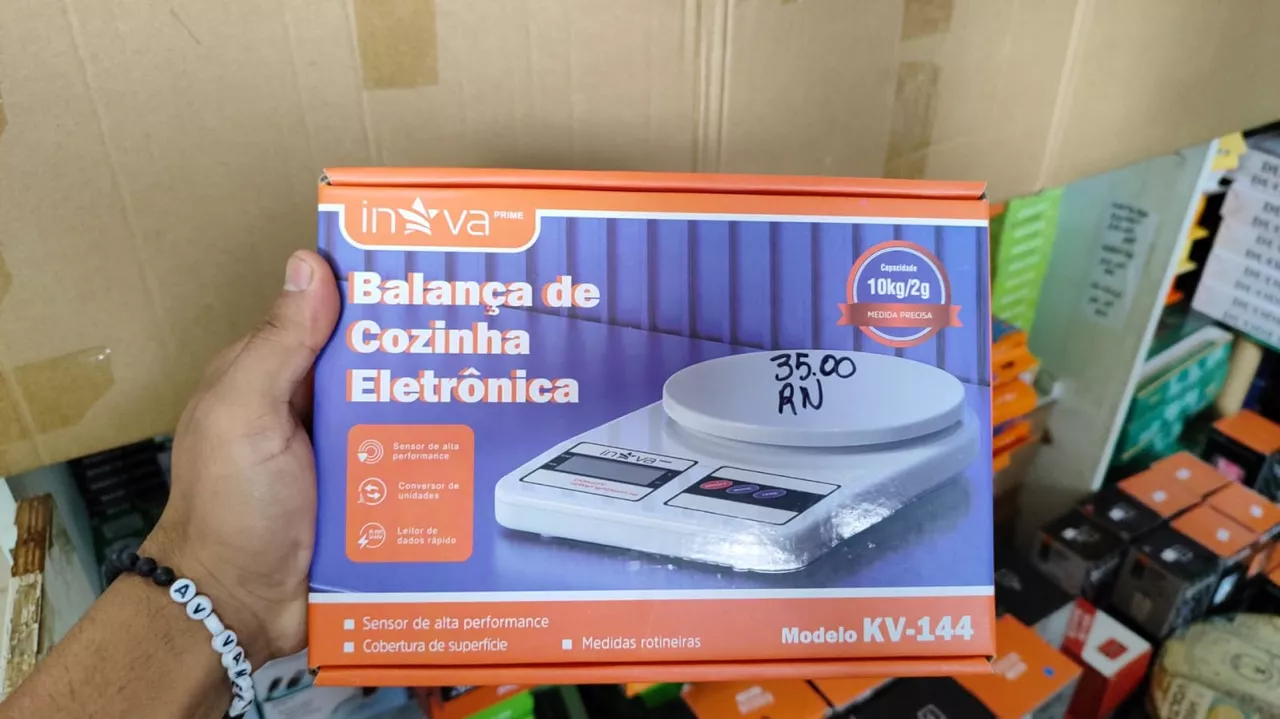 inova PRIME
Balança de
Cozinha
Eletrônica
Capacidade
10kg/2g
MEDIDA PRECISA
35.00
RN
inova
Sensor de alta
performance
Conversor de
unidades
Leitor de
dados rápido
Sensor de alta performance
Cobertura de superfície
Medidas rotineiras
Modelo KV-144